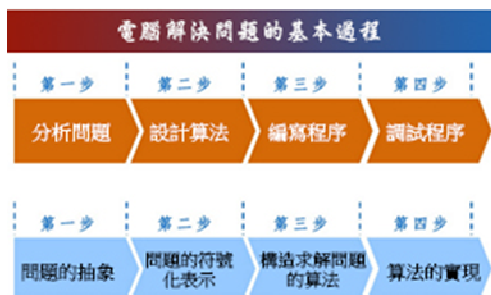 電腦解決問題的基本過程
第一步 第二步 第三步 第四步
分析問題 設計算法 編寫程序 調試程序
第一步 第二步 第三步 第四步
問題的抽象
問題的符號
化表示
構造求解問題
的算法
算法的實現